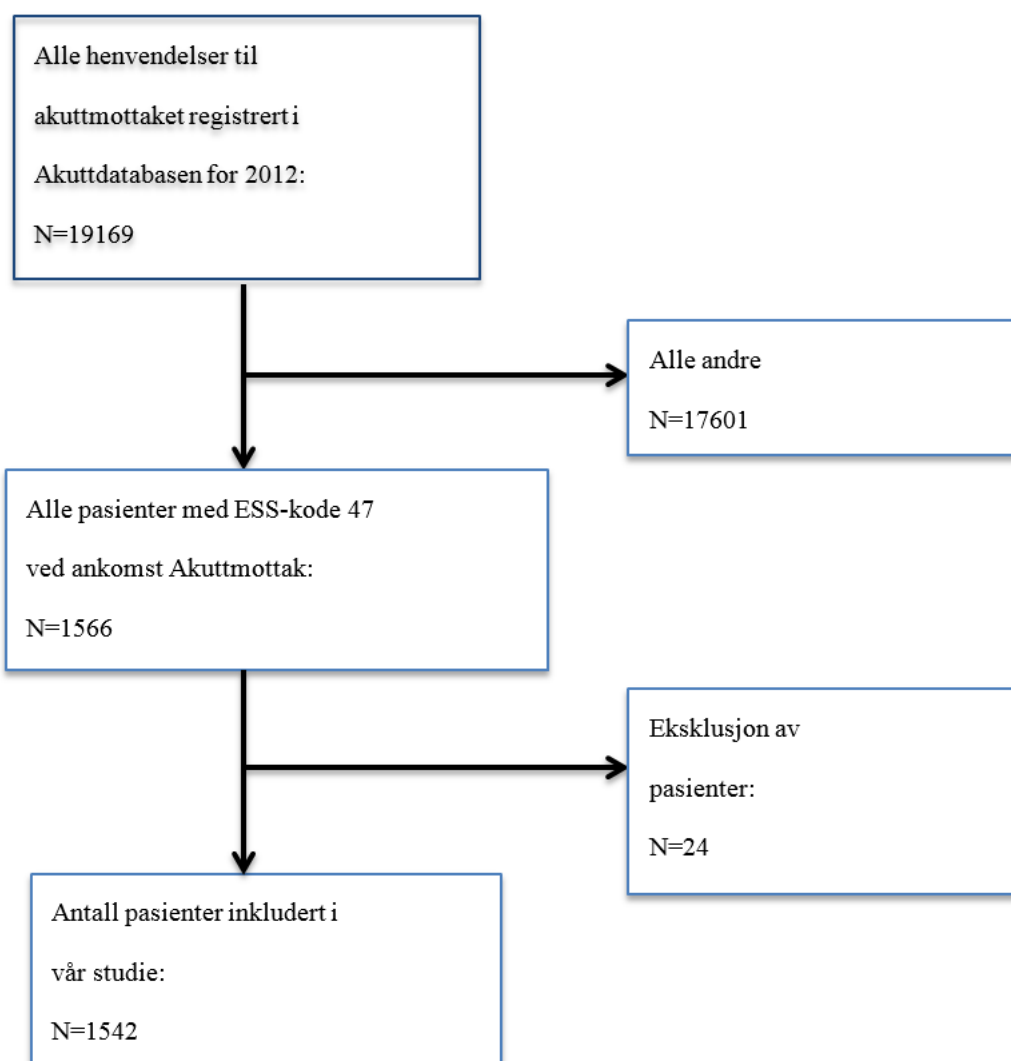 Alle henvendelser til
akuttmottaket registrert i
Akuttdatabasen for 2012:
N=19169
Alle andre
N=17601
Alle pasienter med ESS-kode 47
ved ankomst Akuttmottak:
N=1566
Eksklusjon av
pasienter:
N=24
Antall pasienter inkludert i
vår studie:
N=1542